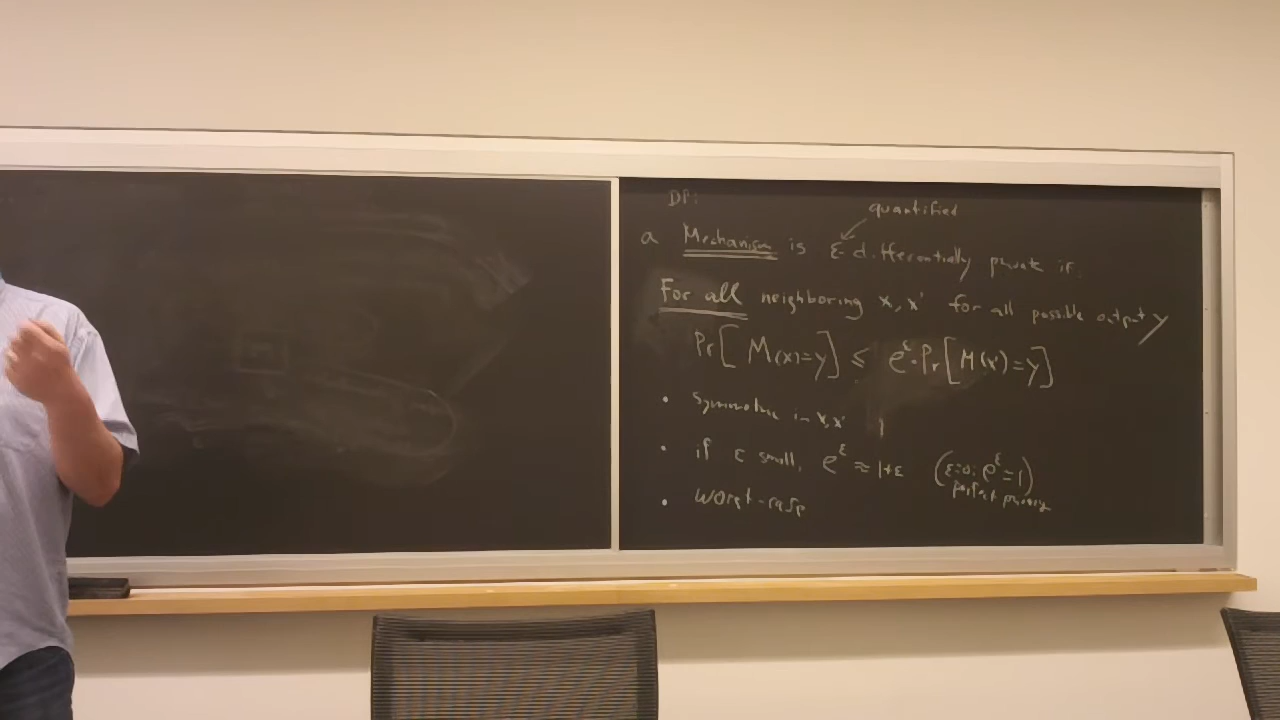 DP:
quantified
a Mechanism is ε-differentially private if:
For all neighboring x, x' for all possible output y
Pr[M(x)=y] ≤ e^ε·Pr[M(x')=y]
• Symmetric in x,x'
• if ε small, e^ε ≈ 1+ε (ε=0: e^ε=1)
perfect privacy
• worst-case